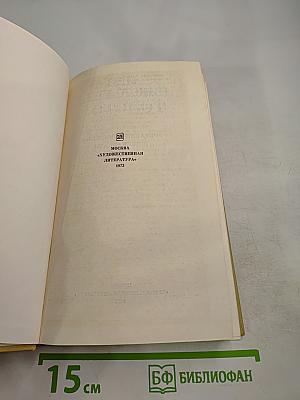 МОСКВА
«ХУДОЖЕСТВЕННАЯ
ЛИТЕРАТУРА»
1972
15 см
БФ БИБЛИОФАН